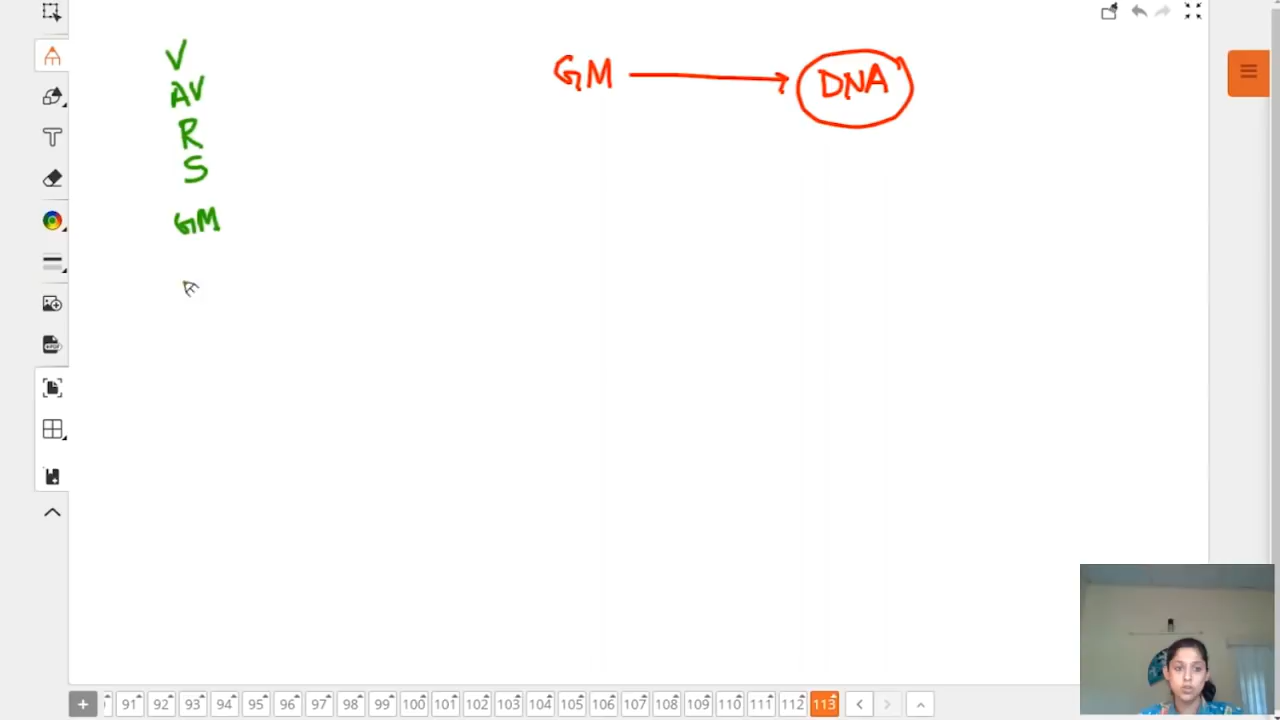 V
AV
R
S
GM
GM → DNA
91 92 93 94 95 96 97 98 99 100 101 102 103 104 105 106 107 108 109 110 111 112 113